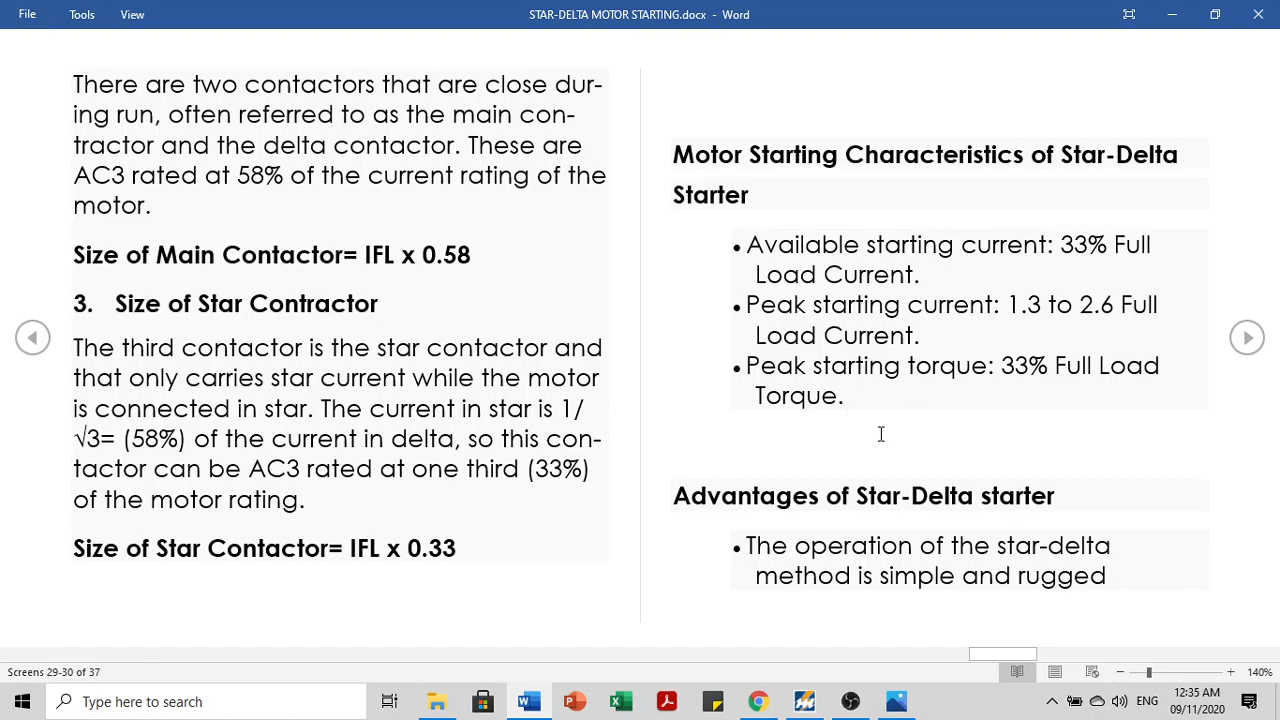 File Tools View STAR-DELTA MOTOR STARTING.docx - Word
There are two contactors that are close dur-
ing run, often referred to as the main con-
tractor and the delta contactor. These are
AC3 rated at 58% of the current rating of the
motor.
Size of Main Contactor= IFL x 0.58
3. Size of Star Contractor
The third contactor is the star contactor and
that only carries star current while the motor
is connected in star. The current in star is 1/
√3= (58%) of the current in delta, so this con-
tactor can be AC3 rated at one third (33%)
of the motor rating.
Size of Star Contactor= IFL x 0.33
Motor Starting Characteristics of Star-Delta
Starter
• Available starting current: 33% Full
Load Current.
• Peak starting current: 1.3 to 2.6 Full
Load Current.
• Peak starting torque: 33% Full Load
Torque.
Advantages of Star-Delta starter
• The operation of the star-delta
method is simple and rugged
Screens 29-30 of 37 140%
Type here to search ENG 12:35 AM
09/11/2020